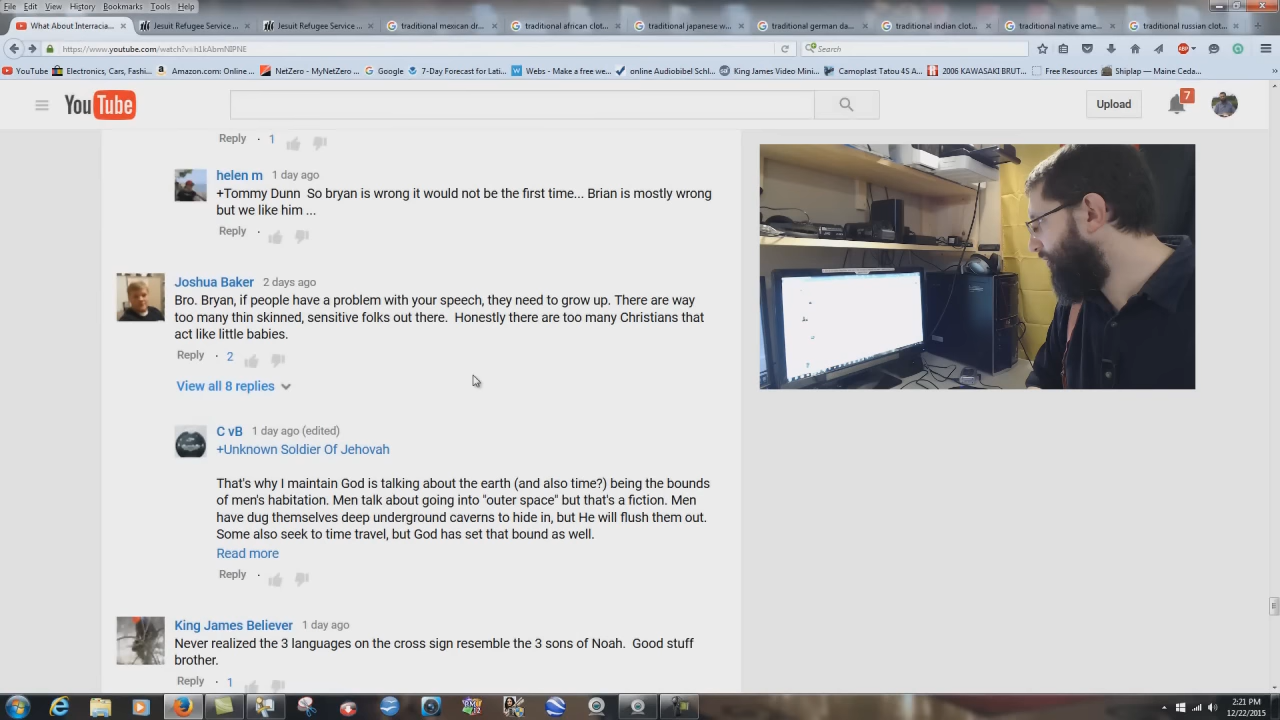 File Edit View History Bookmarks Tools Help
What About Interracia...
Jesuit Refugee Service ...
Jesuit Refugee Service ...
traditional mexican dr...
traditional african clot...
traditional japanese w...
traditional german da...
traditional indian clot...
traditional native ame...
traditional russian clot...
Search
YouTube
Electronics, Cars, Fashi...
Amazon.com: Online ...
NetZero - MyNetZero ...
Google
7-Day Forecast for Lati...
Webs - Make a free we...
online Audiobibel Schl...
King James Video Mini...
Camoplast Tatou 4S A...
2006 KAWASAKI BRUT...
Free Resources
Shiplap — Maine Ceda...
YouTube
Upload
7
Reply · 1
helen m 1 day ago
+Tommy Dunn So bryan is wrong it would not be the first time... Brian is mostly wrong
but we like him ...
Reply ·
Joshua Baker 2 days ago
Bro. Bryan, if people have a problem with your speech, they need to grow up. There are way
too many thin skinned, sensitive folks out there. Honestly there are too many Christians that
act like little babies.
Reply · 2
View all 8 replies
C vB 1 day ago (edited)
+Unknown Soldier Of Jehovah
That's why I maintain God is talking about the earth (and also time?) being the bounds
of men's habitation. Men talk about going into "outer space" but that's a fiction. Men
have dug themselves deep underground caverns to hide in, but He will flush them out.
Some also seek to time travel, but God has set that bound as well.
Read more
Reply ·
King James Believer 1 day ago
Never realized the 3 languages on the cross sign resemble the 3 sons of Noah. Good stuff
brother.
Reply · 1
2:21 PM
12/22/2015